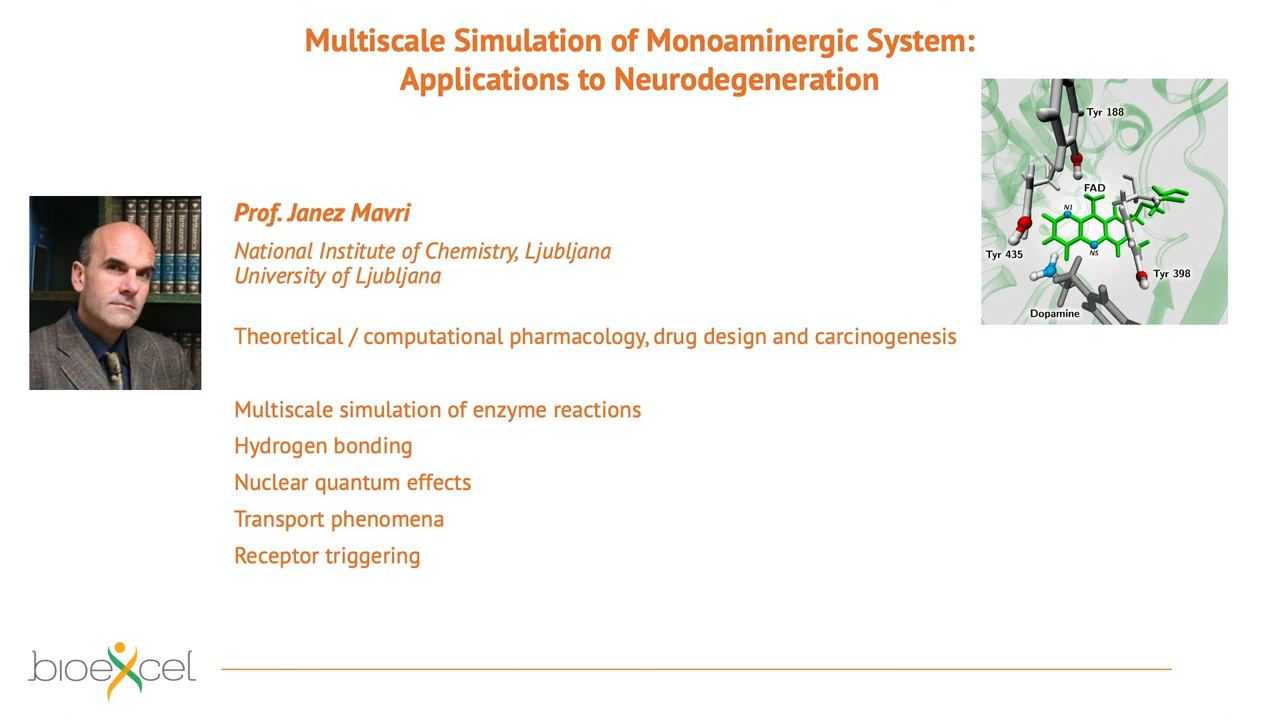 Multiscale Simulation of Monoaminergic System:
Applications to Neurodegeneration
Tyr 188
FAD
N1
Tyr 435
N5
Tyr 398
Dopamine
Prof. Janez Mavri
National Institute of Chemistry, Ljubljana
University of Ljubljana
Theoretical / computational pharmacology, drug design and carcinogenesis
Multiscale simulation of enzyme reactions
Hydrogen bonding
Nuclear quantum effects
Transport phenomena
Receptor triggering
bioexcel